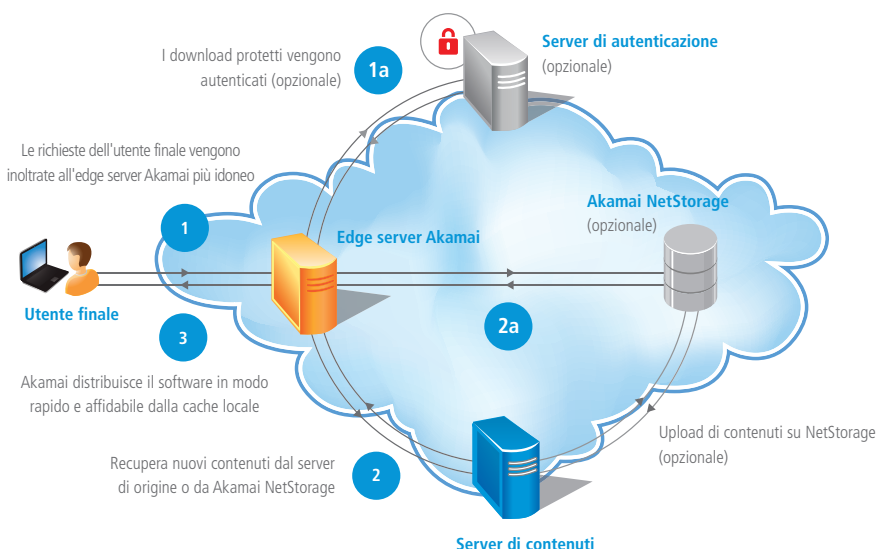 I download protetti vengono
autenticati (opzionale)
1a
Server di autenticazione
(opzionale)
Le richieste dell'utente finale vengono
inoltrate all'edge server Akamai più idoneo
1
Edge server Akamai
Akamai NetStorage
(opzionale)
Utente finale
3
2a
Akamai distribuisce il software in modo
rapido e affidabile dalla cache locale
Recupera nuovi contenuti dal server
di origine o da Akamai NetStorage
2
Upload di contenuti su NetStorage
(opzionale)
Server di contenuti